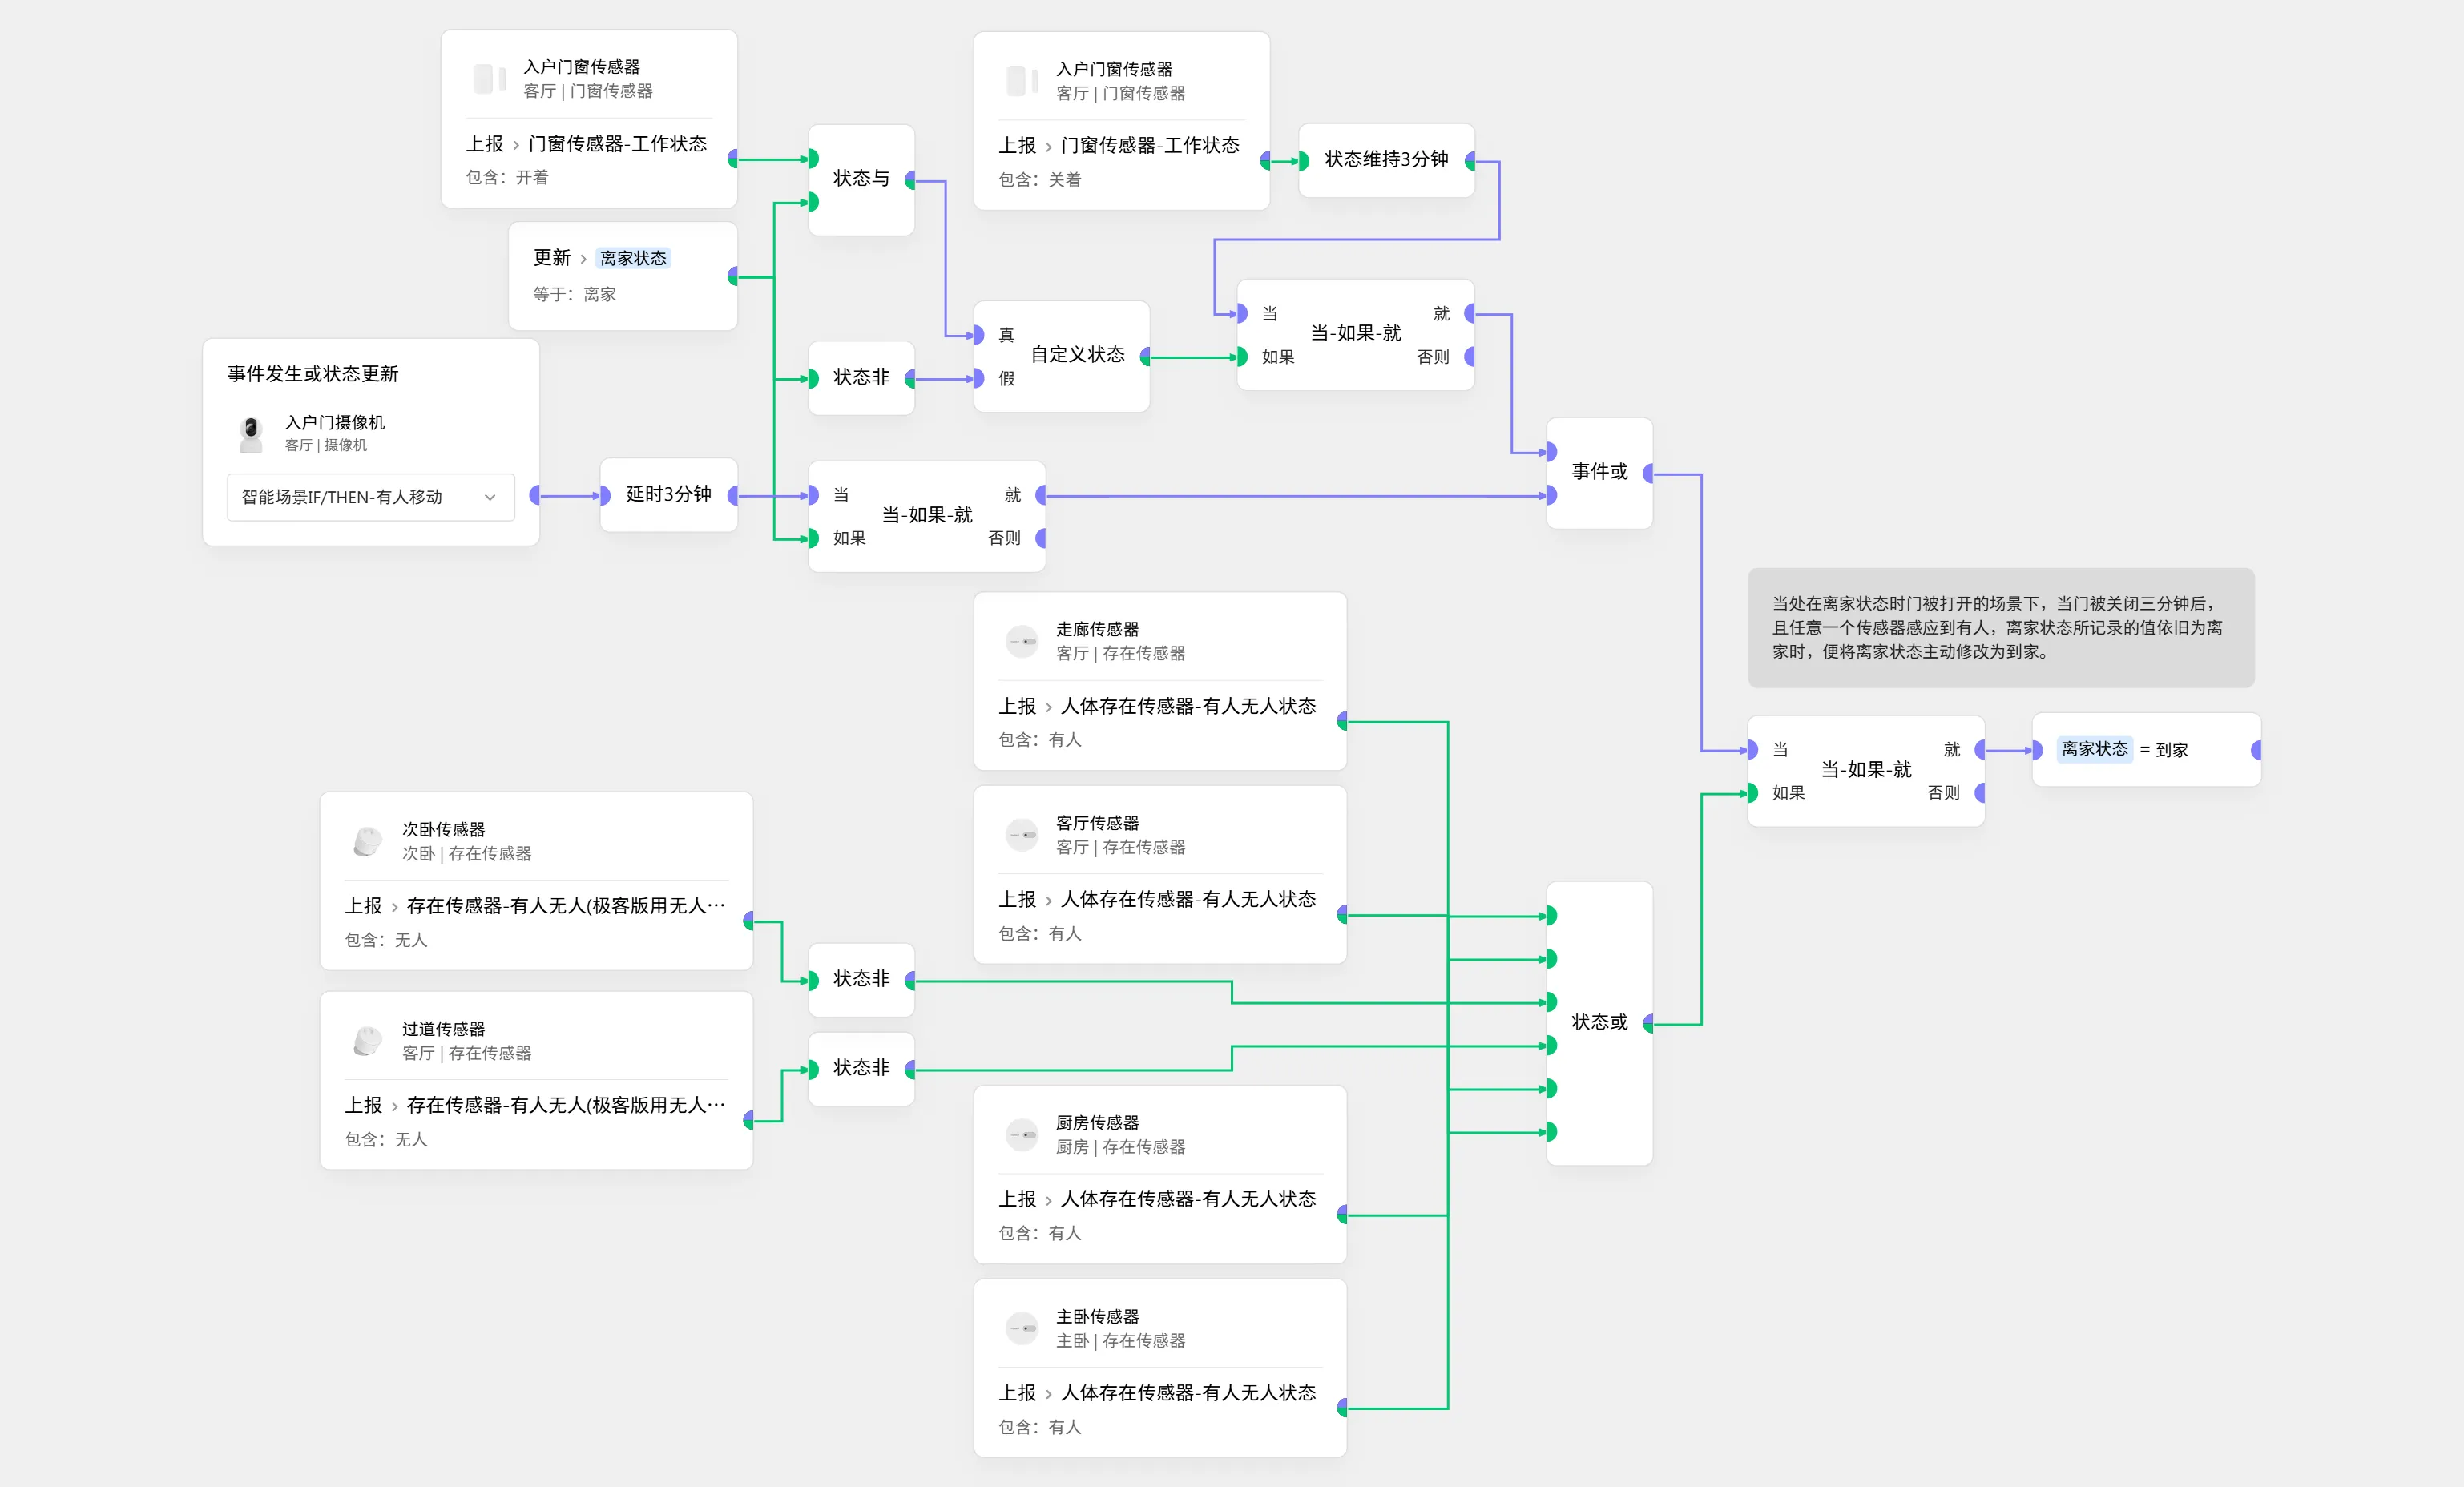 入户门窗传感器
客厅 | 门窗传感器
上报 > 门窗传感器-工作状态
包含：开着
更新 > 离家状态
等于：离家
事件发生或状态更新
入户门摄像机
客厅 | 摄像机
智能场景IF/THEN-有人移动
延时3分钟
状态与
状态非
当
如果
当-如果-就
就
否则
入户门窗传感器
客厅 | 门窗传感器
上报 > 门窗传感器-工作状态
包含：关着
状态维持3分钟
真
假
自定义状态
当
如果
当-如果-就
就
否则
事件或
走廊传感器
客厅 | 存在传感器
上报 > 人体存在传感器-有人无人状态
包含：有人
客厅传感器
客厅 | 存在传感器
上报 > 人体存在传感器-有人无人状态
包含：有人
次卧传感器
次卧 | 存在传感器
上报 > 存在传感器-有人无人(极客版用无人…
包含：无人
过道传感器
客厅 | 存在传感器
上报 > 存在传感器-有人无人(极客版用无人…
包含：无人
状态非
状态非
厨房传感器
厨房 | 存在传感器
上报 > 人体存在传感器-有人无人状态
包含：有人
主卧传感器
主卧 | 存在传感器
上报 > 人体存在传感器-有人无人状态
包含：有人
状态或
当处在离家状态时门被打开的场景下，当门被关闭三分钟后，
且任意一个传感器感应到有人，离家状态所记录的值依旧为离
家时，便将离家状态主动修改为到家。
当
如果
当-如果-就
就
否则
离家状态 = 到家